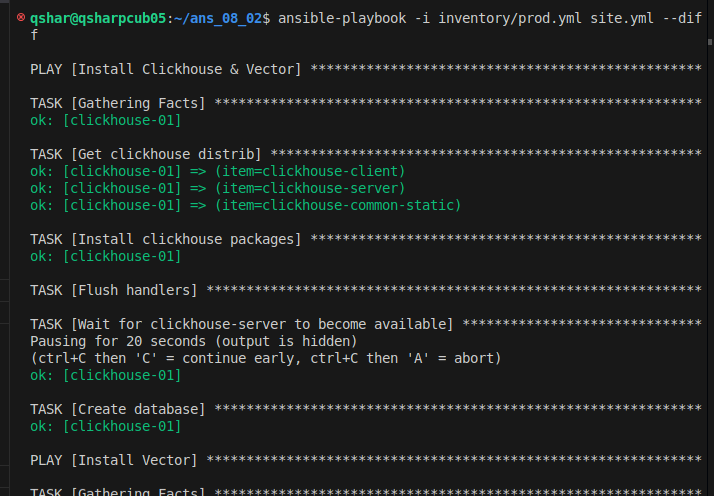 qshar@qsharpcub05:~/ans_08_02$ ansible-playbook -i inventory/prod.yml site.yml --dif
f
PLAY [Install Clickhouse & Vector] *************************************************
TASK [Gathering Facts] *************************************************************
ok: [clickhouse-01]
TASK [Get clickhouse distrib] ******************************************************
ok: [clickhouse-01] => (item=clickhouse-client)
ok: [clickhouse-01] => (item=clickhouse-server)
ok: [clickhouse-01] => (item=clickhouse-common-static)
TASK [Install clickhouse packages] *************************************************
ok: [clickhouse-01]
TASK [Flush handlers] **************************************************************
TASK [Wait for clickhouse-server to become available] ******************************
Pausing for 20 seconds (output is hidden)
(ctrl+C then 'C' = continue early, ctrl+C then 'A' = abort)
ok: [clickhouse-01]
TASK [Create database] *************************************************************
ok: [clickhouse-01]
PLAY [Install Vector] **************************************************************
TASK [Gathering Facts] *************************************************************